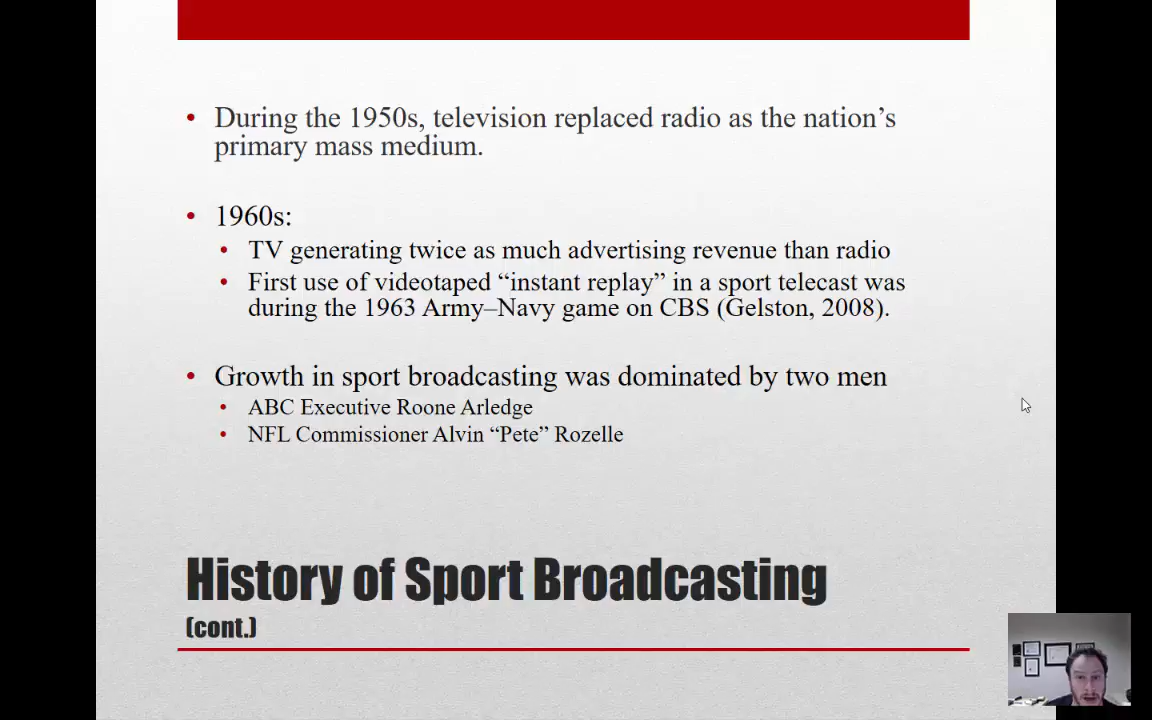 During the 1950s, television replaced radio as the nation's
primary mass medium.
1960s:
TV generating twice as much advertising revenue than radio
First use of videotaped “instant replay” in a sport telecast was
during the 1963 Army–Navy game on CBS (Gelston, 2008).
Growth in sport broadcasting was dominated by two men
ABC Executive Roone Arledge
NFL Commissioner Alvin “Pete” Rozelle
History of Sport Broadcasting
(cont.)